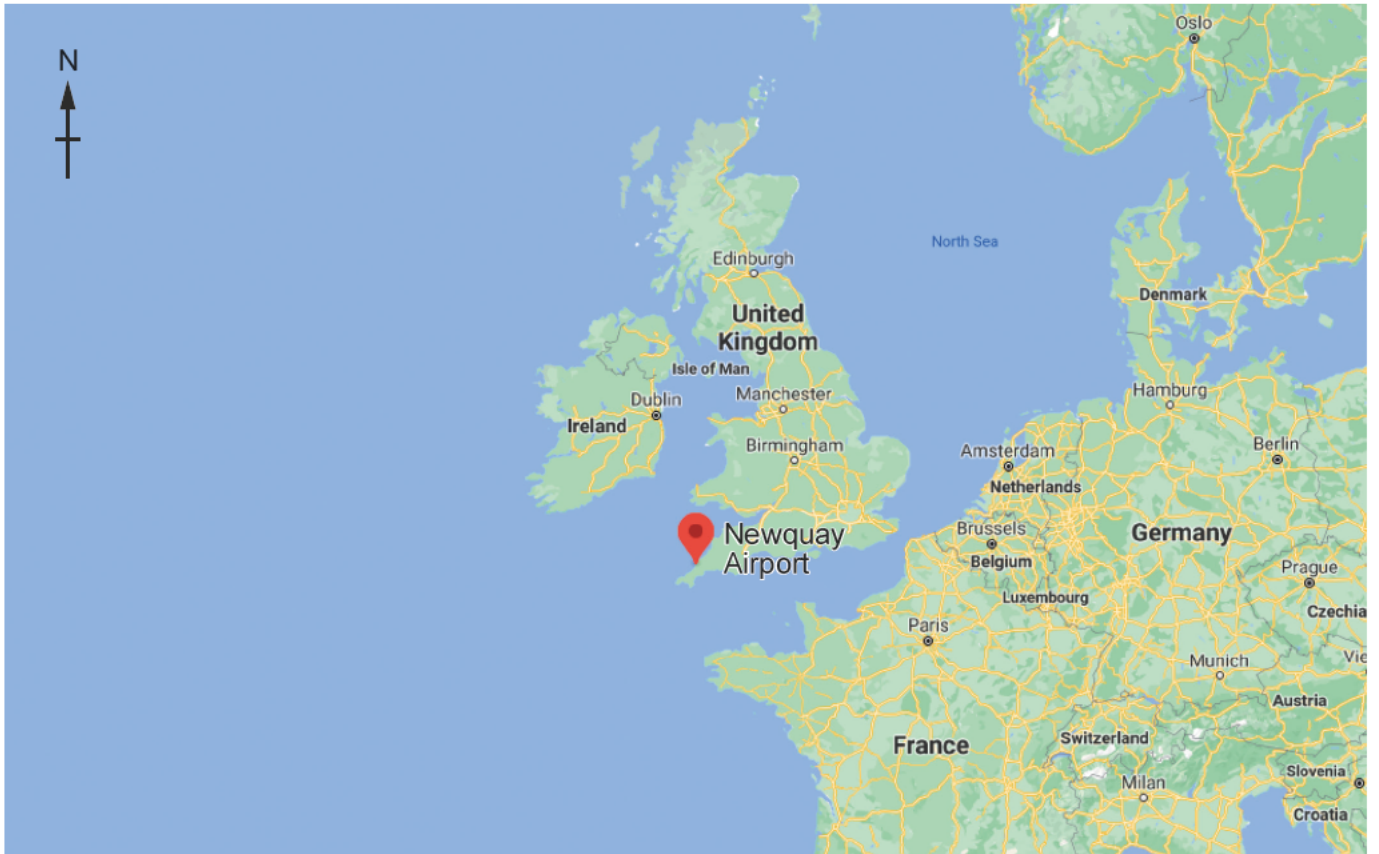 Oslo
N
North Sea
Edinburgh
Denmark
United
Kingdom
Isle of Man
Manchester
Hamburg
Dublin
Ireland
Birmingham
Amsterdam
Berlin
Netherlands
Newquay
Airport
Brussels
Germany
Belgium
Prague
Luxembourg
Czechia
Paris
Munich
Vie
Austria
France
Switzerland
Slovenia
Milan
Croatia